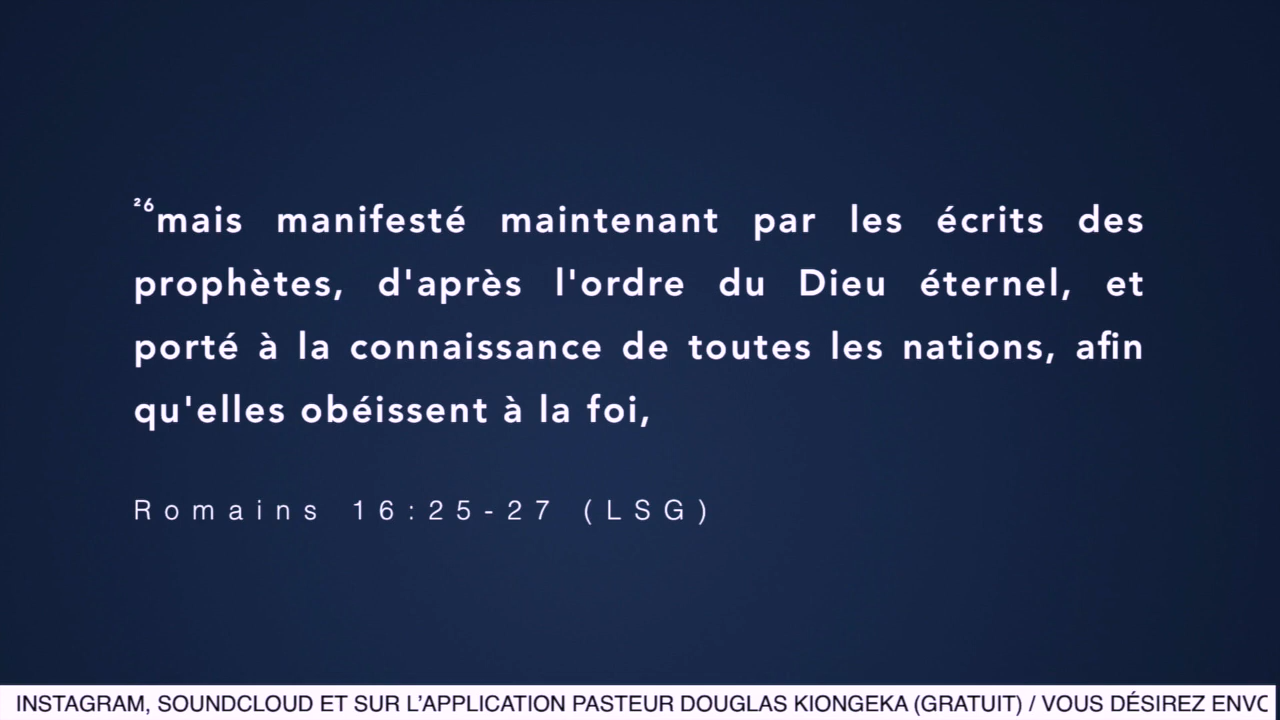 ²⁶mais manifesté maintenant par les écrits des
prophètes, d'après l'ordre du Dieu éternel, et
porté à la connaissance de toutes les nations, afin
qu'elles obéissent à la foi,
Romains 16:25-27 (LSG)
INSTAGRAM, SOUNDCLOUD ET SUR L'APPLICATION PASTEUR DOUGLAS KIONGEKA (GRATUIT) / VOUS DÉSIREZ